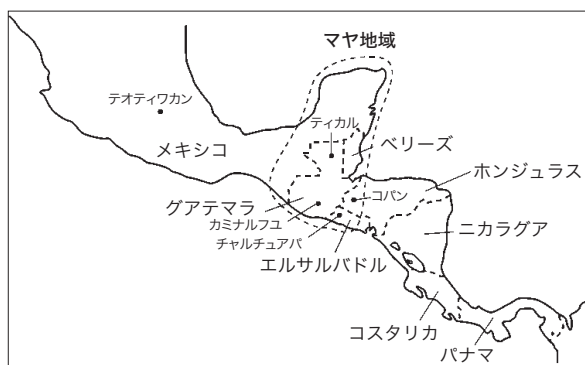 マヤ地域
テオティワカン
ティカル
メキシコ
ベリーズ
ホンジュラス
コパン
グアテマラ
カミナルフユ
チャルチュアパ
ニカラグア
エルサルバドル
コスタリカ
パナマ